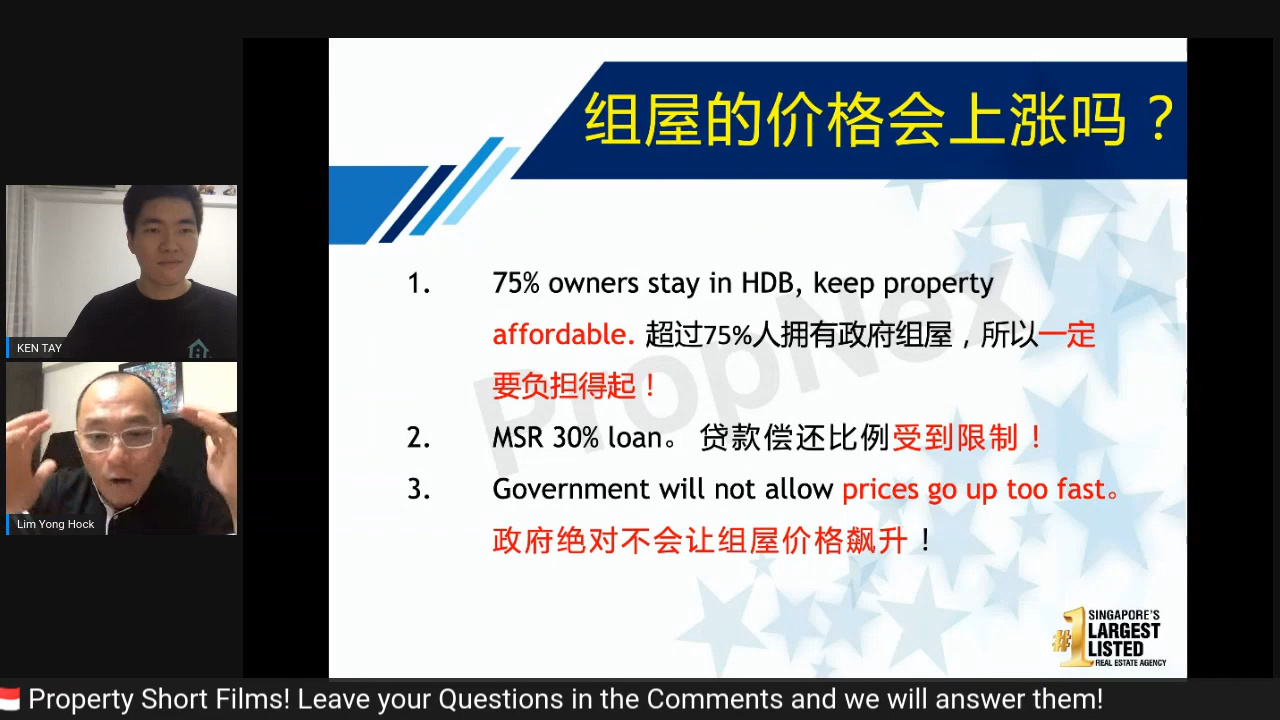 组屋的价格会上涨吗？
1. 75% owners stay in HDB, keep property
affordable. 超过75%人拥有政府组屋，所以一定
要负担得起！
2. MSR 30% loan。 贷款偿还比例受到限制！
3. Government will not allow prices go up too fast。
政府绝对不会让组屋价格飙升！
PropNex
KEN TAY
Lim Yong Hock
#1 SINGAPORE'S
LARGEST
LISTED
REAL ESTATE AGENCY
Property Short Films! Leave your Questions in the Comments and we will answer them!